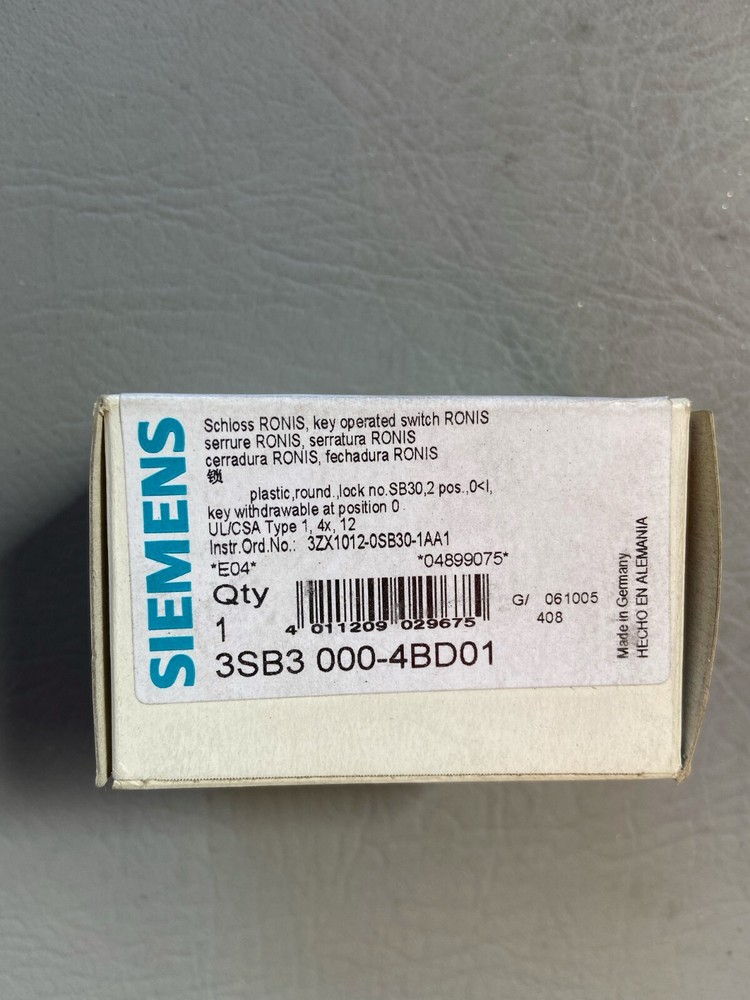 SIEMENS
Schloss RONIS, key operated switch RONIS
serrure RONIS, serratura RONIS
cerradura RONIS, fechadura RONIS
锁
plastic,round.,lock no.SB30,2 pos.,0<I,
key withdrawable at position 0
UL/CSA Type 1, 4x, 12
Instr.Ord.No.: 3ZX1012-0SB30-1AA1
*E04* *04899075*
Qty
1
4 011209 029675
G/ 061005
408
3SB3 000-4BD01
Made in Germany
HECHO EN ALEMANIA